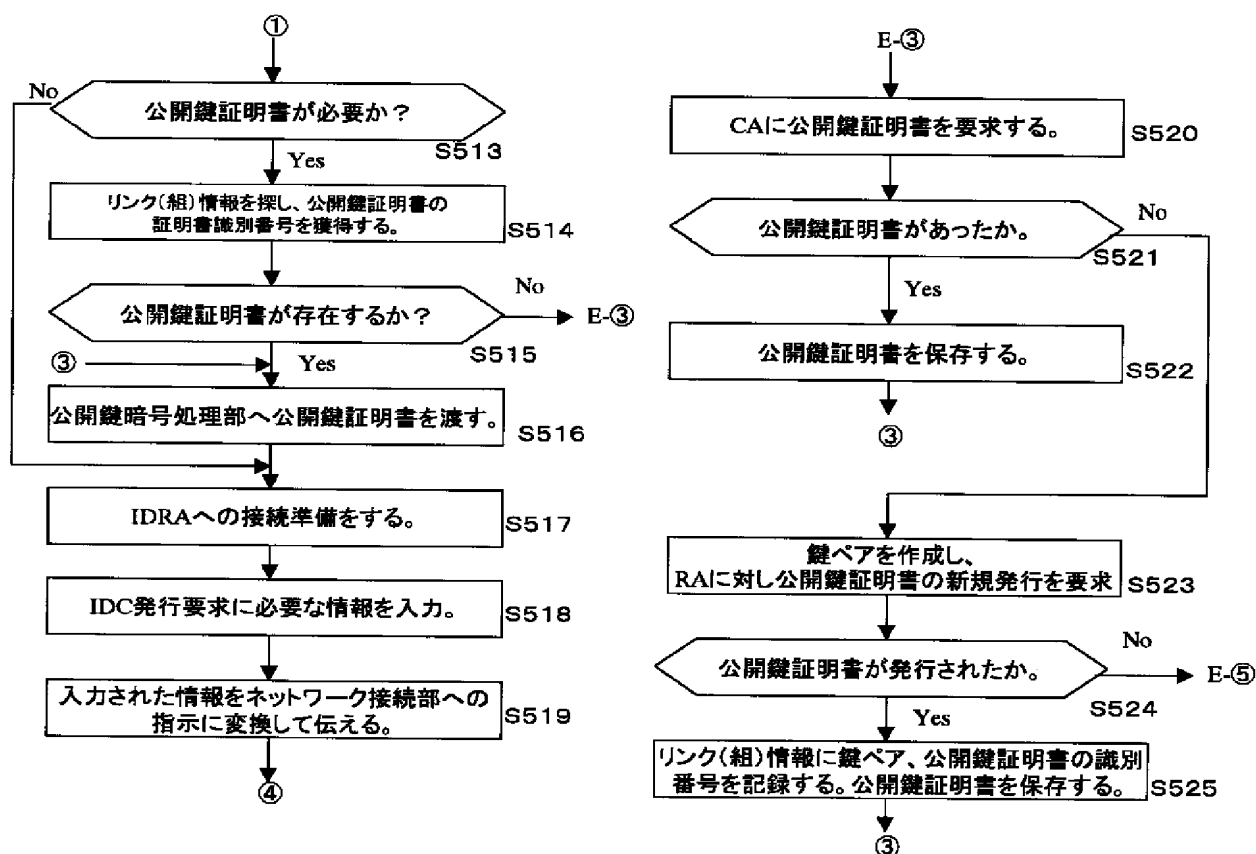 ①
No
公開鍵証明書が必要か?
S513
Yes
リンク(組)情報を探し、公開鍵証明書の
証明書識別番号を獲得する。
S514
No
公開鍵証明書が存在するか?
E-③
S515
③
Yes
公開鍵暗号処理部へ公開鍵証明書を渡す。
S516
IDRAへの接続準備をする。
S517
IDC発行要求に必要な情報を入力。
S518
入力された情報をネットワーク接続部への
指示に変換して伝える。
S519
④
E-③
CAに公開鍵証明書を要求する。
S520
No
公開鍵証明書があったか。
S521
Yes
公開鍵証明書を保存する。
S522
③
鍵ペアを作成し、
RAに対し公開鍵証明書の新規発行を要求
S523
No
公開鍵証明書が発行されたか。
E-⑤
S524
Yes
リンク(組)情報に鍵ペア、公開鍵証明書の識別
番号を記録する。公開鍵証明書を保存する。
S525
③